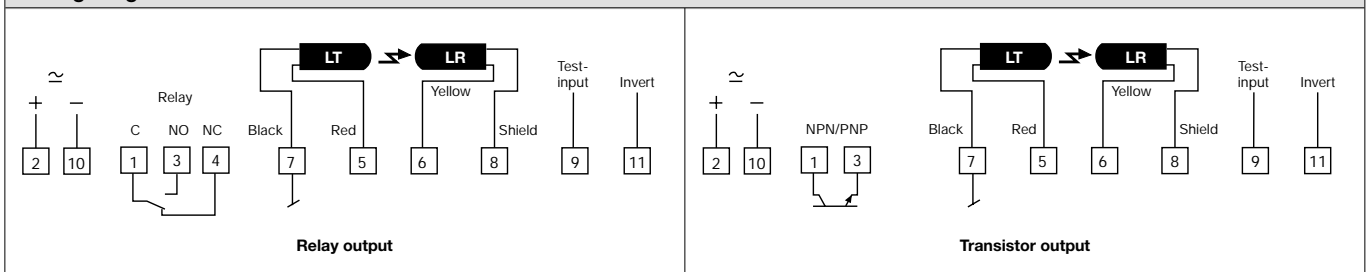 LT LR
≃
+ −
Relay
C NO NC
Black
Red
Yellow
Shield
Test-
input
Invert
2 10 1 3 4 7 5 6 8 9 11
Relay output
LT LR
≃
+ −
NPN/PNP
Black
Red
Yellow
Shield
Test-
input
Invert
2 10 1 3 7 5 6 8 9 11
Transistor output